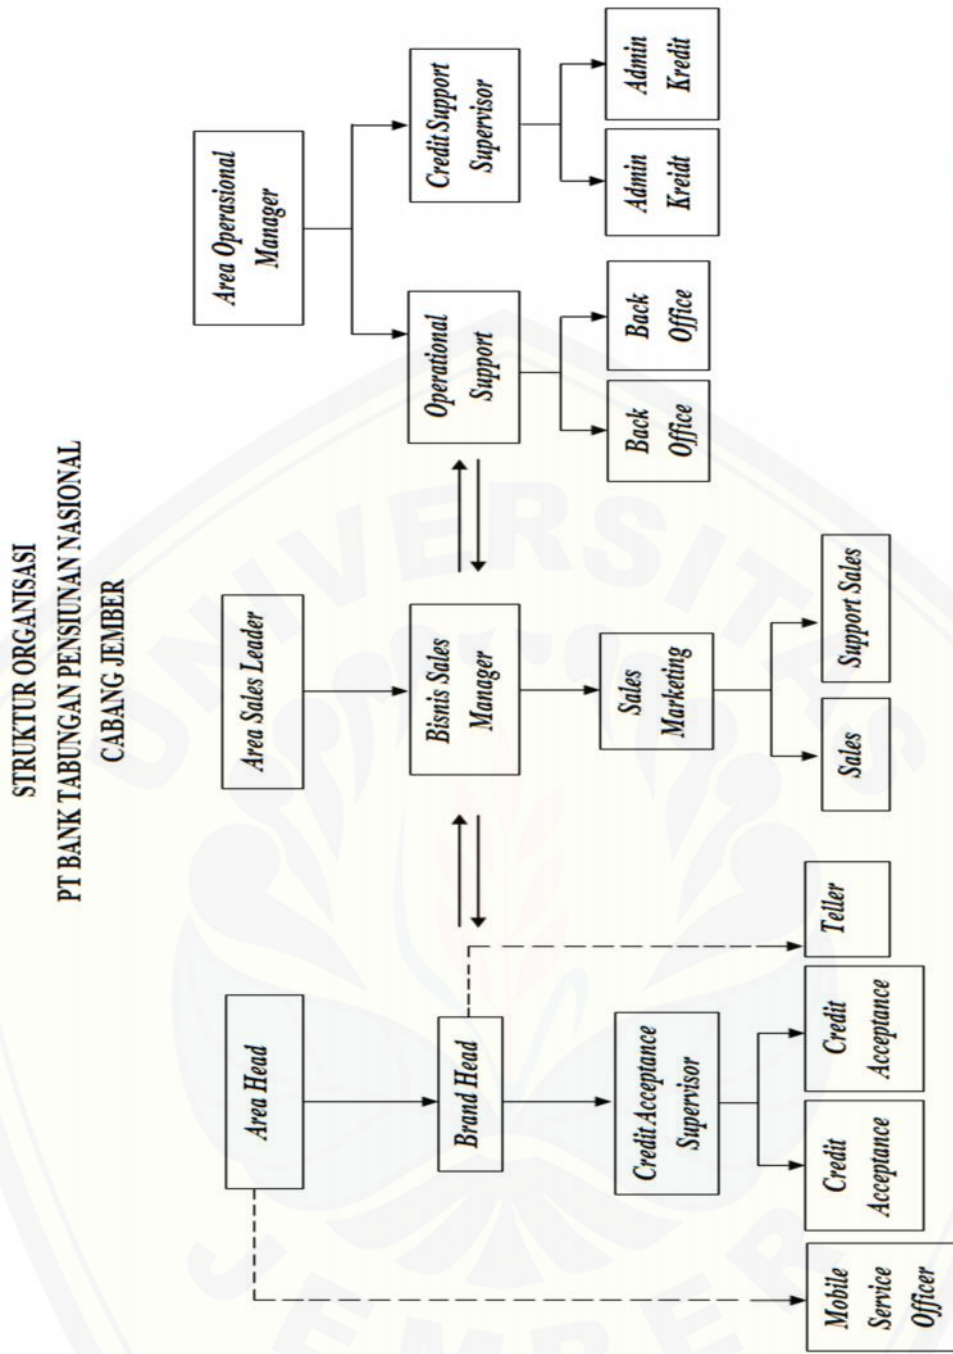 STRUKTUR ORGANISASI
PT BANK TABUNGAN PENSIUNAN NASIONAL
CABANG JEMBER
Area Head
Area Sales Leader
Area Operasional
Manager
Brand Head
Bisnis Sales
Manager
Operational
Support
Credit Support
Supervisor
Credit Acceptance
Supervisor
Sales
Marketing
Back
Office
Back
Office
Admin
Kreidt
Admin
Kredit
Mobile
Service
Officer
Credit
Acceptance
Credit
Acceptance
Teller
Sales
Support Sales
UNIVERSITAS
JEMBER